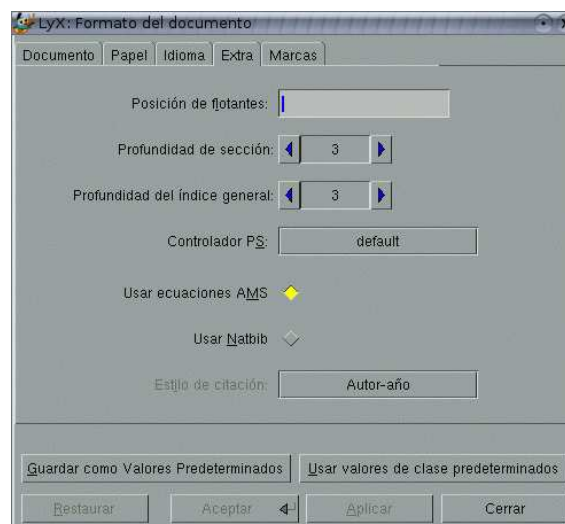 LyX: Formato del documento
Documento Papel Idioma Extra Marcas
Posición de flotantes:
Profundidad de sección: 3
Profundidad del índice general: 3
Controlador PS: default
Usar ecuaciones AMS
Usar Natbib
Estilo de citación: Autor-año
Guardar como Valores Predeterminados Usar valores de clase predeterminados
Restaurar Aceptar Aplicar Cerrar